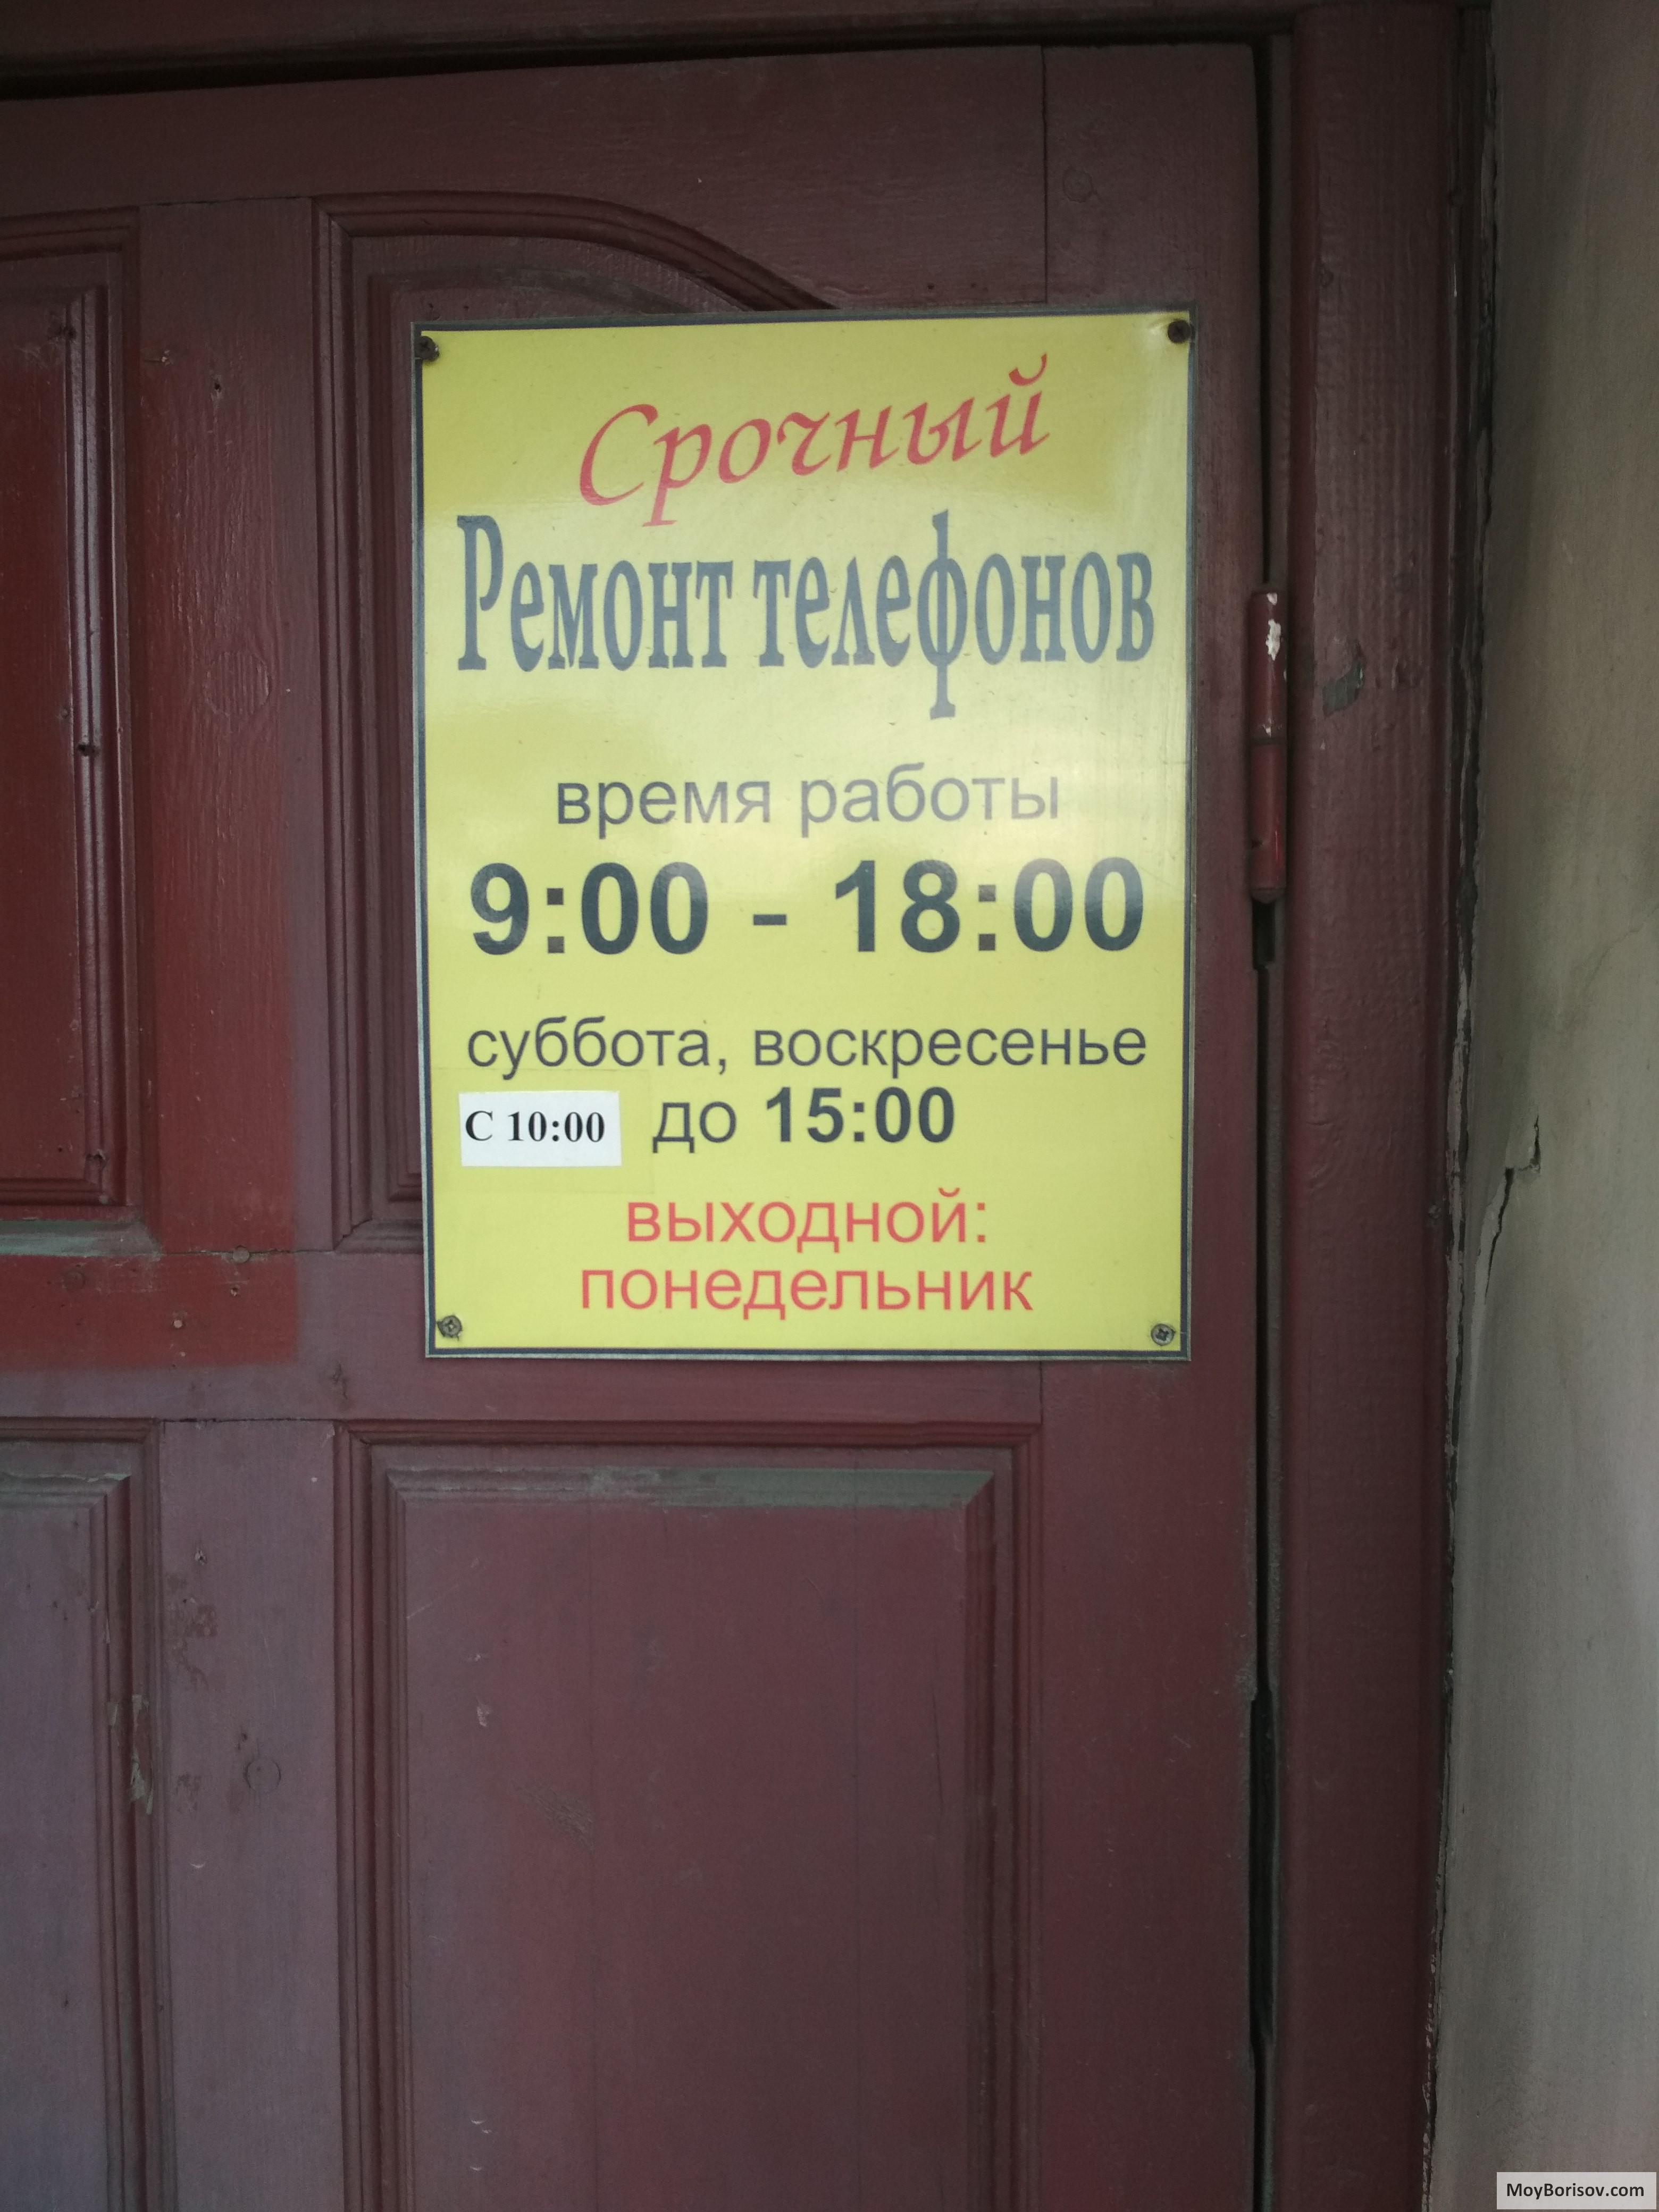 Срочный
Ремонт телефонов
время работы
9:00 - 18:00
суббота, воскресенье
С 10:00 до 15:00
выходной:
понедельник
MoyBorisov.com